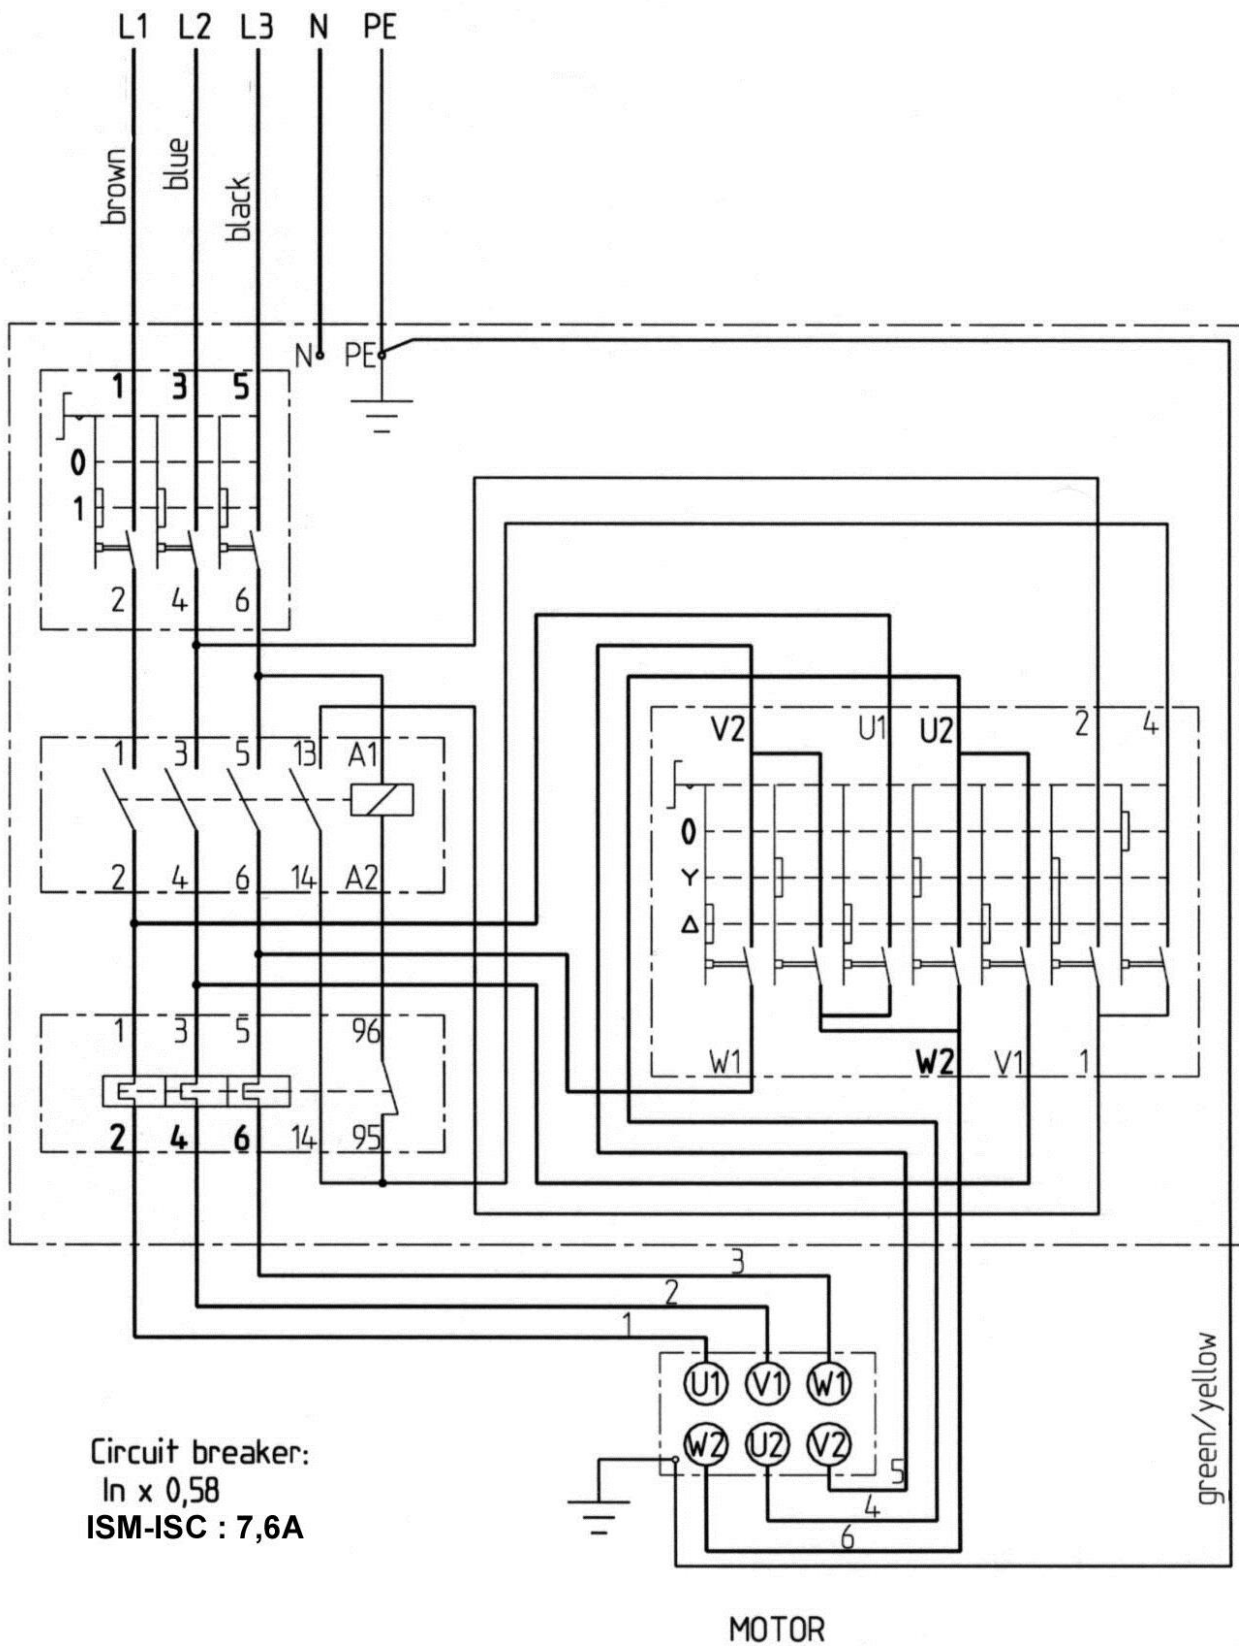 L1 L2 L3 N PE
brown
blue
black
N PE
1 3 5
0
1
2 4 6
V2 U1 U2 2 4
1 3 5 13 A1
0
Y
Δ
2 4 6 14 A2
1 3 5 96
W1 W2 V1 1
2 4 6 14 95
3
2
1
U1 V1 W1
W2 U2 V2
5
4
6
green/yellow
Circuit breaker:
In x 0,58
ISM-ISC : 7,6A
MOTOR